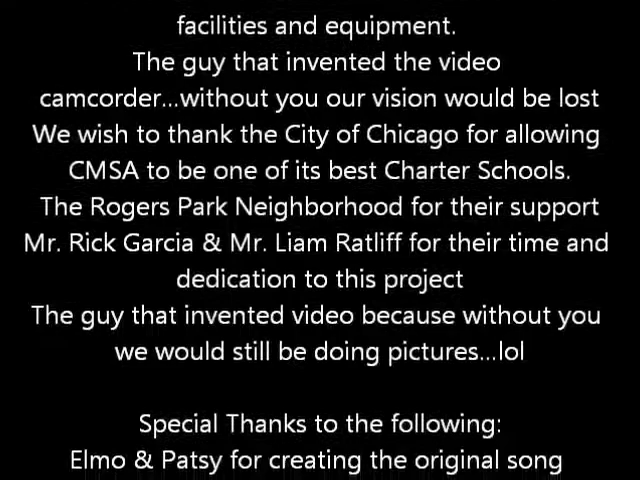 facilities and equipment.
The guy that invented the video
camcorder...without you our vision would be lost
We wish to thank the City of Chicago for allowing
CMSA to be one of its best Charter Schools.
The Rogers Park Neighborhood for their support
Mr. Rick Garcia & Mr. Liam Ratliff for their time and
dedication to this project
The guy that invented video because without you
we would still be doing pictures...lol
Special Thanks to the following:
Elmo & Patsy for creating the original song